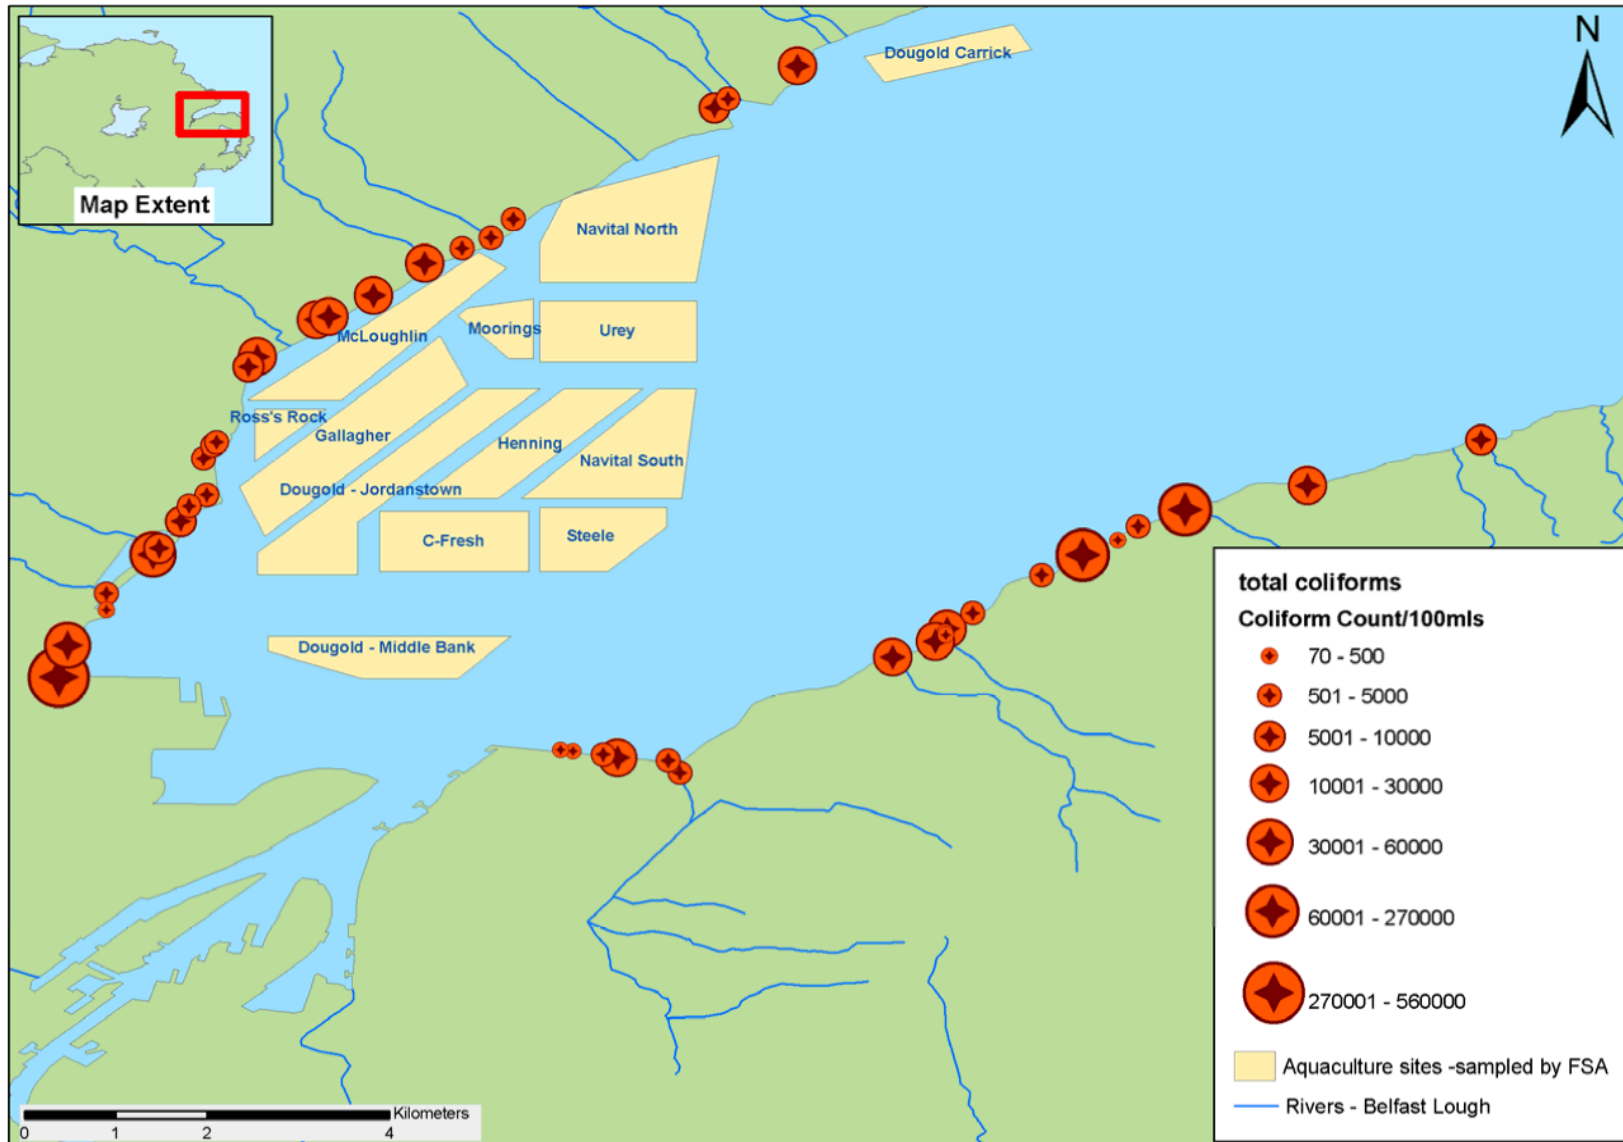 Dougold Carrick
N
Map Extent
Navital North
Moorings
Urey
McLoughlin
Ross's Rock
Gallagher
Henning
Navital South
Dougold - Jordanstown
C-Fresh
Steele
Dougold - Middle Bank
total coliforms
Coliform Count/100mls
70 - 500
501 - 5000
5001 - 10000
10001 - 30000
30001 - 60000
60001 - 270000
270001 - 560000
Aquaculture sites -sampled by FSA
Rivers - Belfast Lough
Kilometers
0 1 2 4